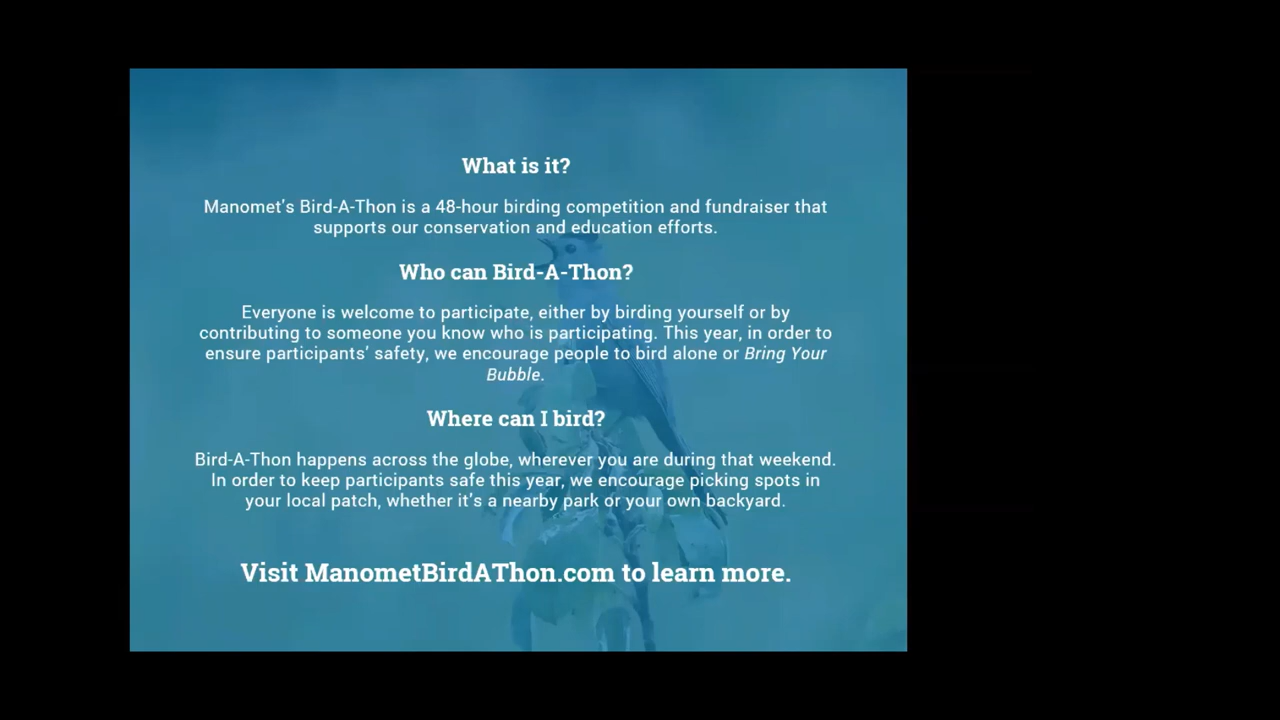 What is it?
Manomet's Bird-A-Thon is a 48-hour birding competition and fundraiser that
supports our conservation and education efforts.
Who can Bird-A-Thon?
Everyone is welcome to participate, either by birding yourself or by
contributing to someone you know who is participating. This year, in order to
ensure participants' safety, we encourage people to bird alone or Bring Your
Bubble.
Where can I bird?
Bird-A-Thon happens across the globe, wherever you are during that weekend.
In order to keep participants safe this year, we encourage picking spots in
your local patch, whether it's a nearby park or your own backyard.
Visit ManometBirdAThon.com to learn more.